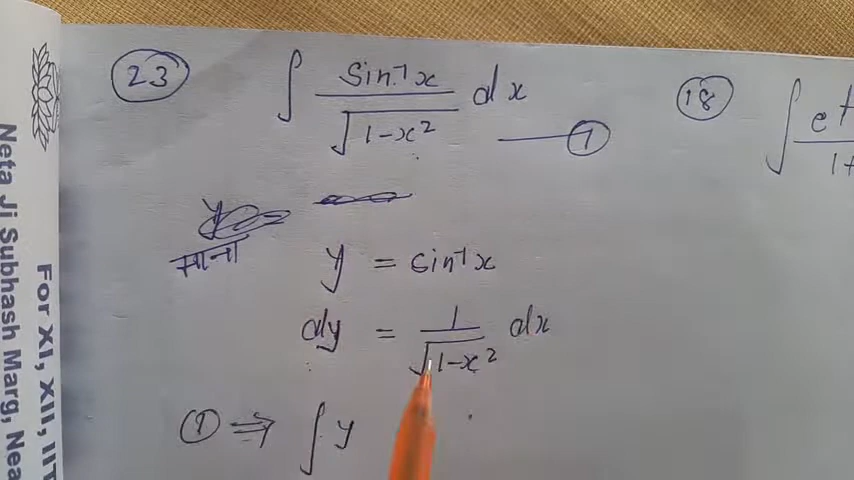 (23) ∫ sin⁻¹x / √(1-x²) dx —— (1)
(18) ∫ e
1+
माना
y = sin⁻¹x
dy = 1/√(1-x²) dx
(1) ⇒ ∫ y
Neta Ji Subhash Marg, Nea
For XI, XII, IIT